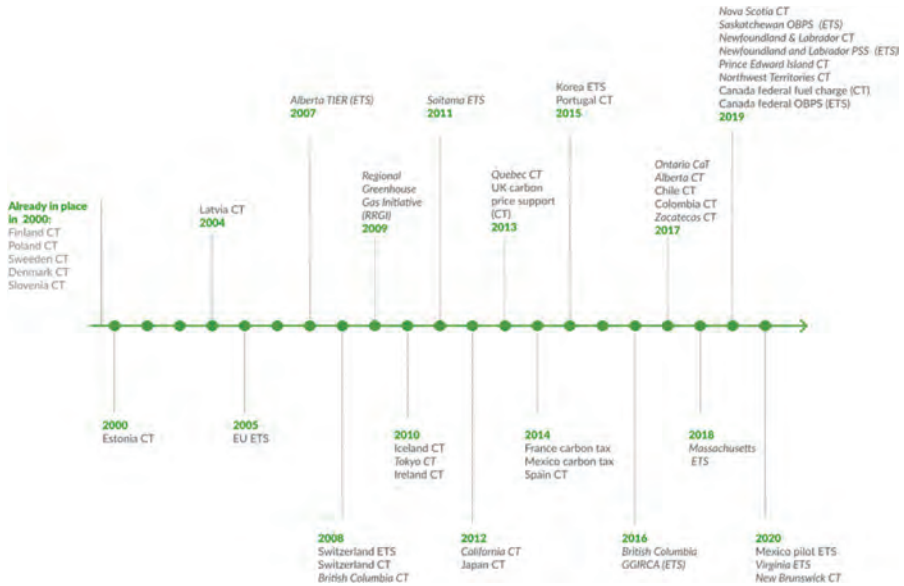 Nova Scotia CT
Saskatchewan OBPS (ETS)
Newfoundland & Labrador CT
Newfoundland and Labrador PSS (ETS)
Prince Edward Island CT
Northwest Territories CT
Canada federal fuel charge (CT)
Canada federal OBPS (ETS)
2019
Korea ETS
Portugal CT
2015
Alberta TIER (ETS)
2007
Saitama ETS
2011
Ontario CaT
Alberta CT
Chile CT
Colombia CT
Zacatecas CT
2017
Regional
Greenhouse
Gas Initiative
(RRGI)
2009
Quebec CT
UK carbon
price support
(CT)
2013
Already in place
in 2000:
Finland CT
Poland CT
Sweeden CT
Denmark CT
Slovenia CT
Latvia CT
2004
2000
Estonia CT
2005
EU ETS
2010
Iceland CT
Tokyo CT
Ireland CT
2014
France carbon tax
Mexico carbon tax
Spain CT
2018
Massachusetts
ETS
2008
Switzerland ETS
Switzerland CT
British Columbia CT
2012
California CT
Japan CT
2016
British Columbia
GGIRCA (ETS)
2020
Mexico pilot ETS
Virginia ETS
New Brunswick CT